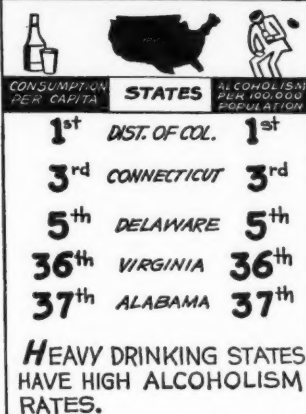 CONSUMPTION PER CAPITA STATES ALCOHOLISM PER 100,000 POPULATION
1st DIST. OF COL. 1st
3rd CONNECTICUT 3rd
5th DELAWARE 5th
36th VIRGINIA 36th
37th ALABAMA 37th
HEAVY DRINKING STATES
HAVE HIGH ALCOHOLISM
RATES.